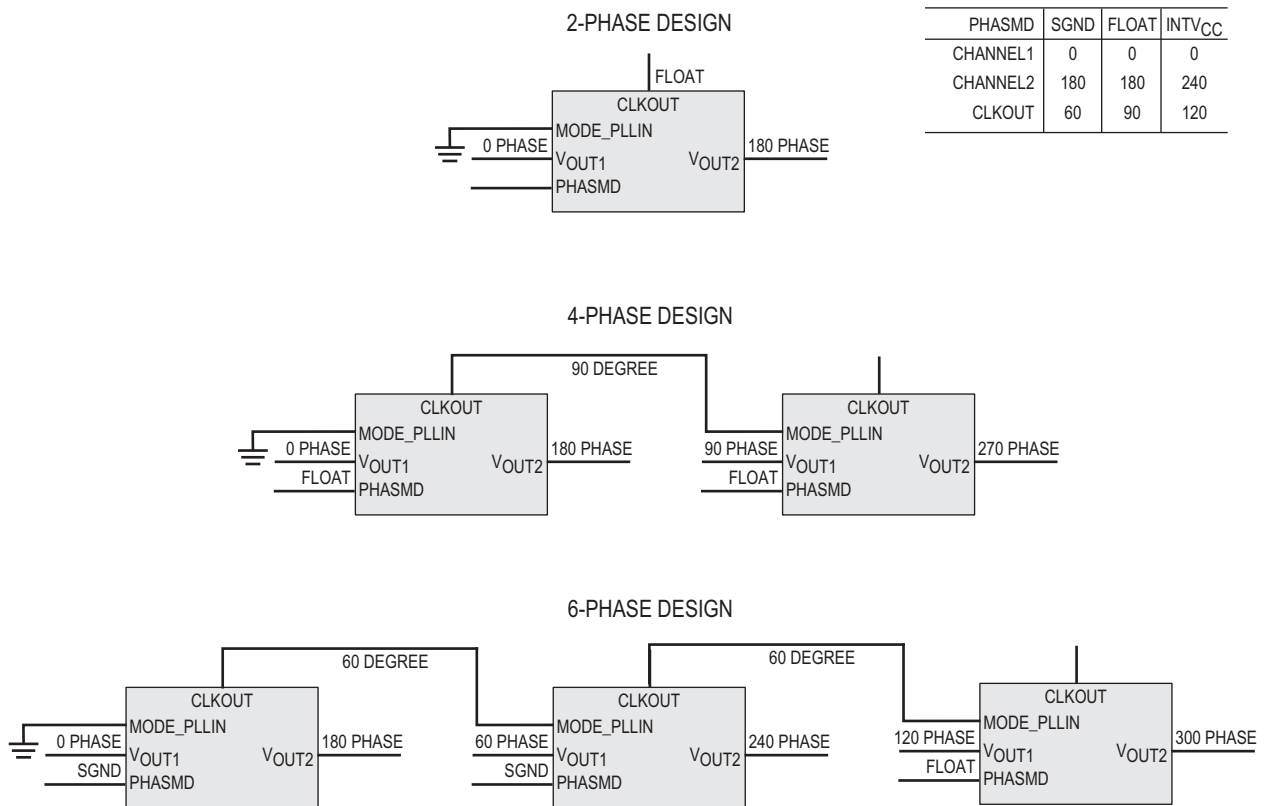 2-PHASE DESIGN
PHASMD SGND FLOAT INTVCC
CHANNEL1 0 0 0
CHANNEL2 180 180 240
CLKOUT 60 90 120
FLOAT
CLKOUT
MODE_PLLIN
0 PHASE VOUT1 VOUT2 180 PHASE
PHASMD
4-PHASE DESIGN
90 DEGREE
CLKOUT
MODE_PLLIN
0 PHASE VOUT1 VOUT2 180 PHASE
FLOAT PHASMD
CLKOUT
MODE_PLLIN
90 PHASE VOUT1 VOUT2 270 PHASE
FLOAT PHASMD
6-PHASE DESIGN
60 DEGREE
60 DEGREE
CLKOUT
MODE_PLLIN
0 PHASE VOUT1 VOUT2 180 PHASE
SGND PHASMD
CLKOUT
MODE_PLLIN
60 PHASE VOUT1 VOUT2 240 PHASE
SGND PHASMD
CLKOUT
MODE_PLLIN
120 PHASE VOUT1 VOUT2 300 PHASE
FLOAT PHASMD